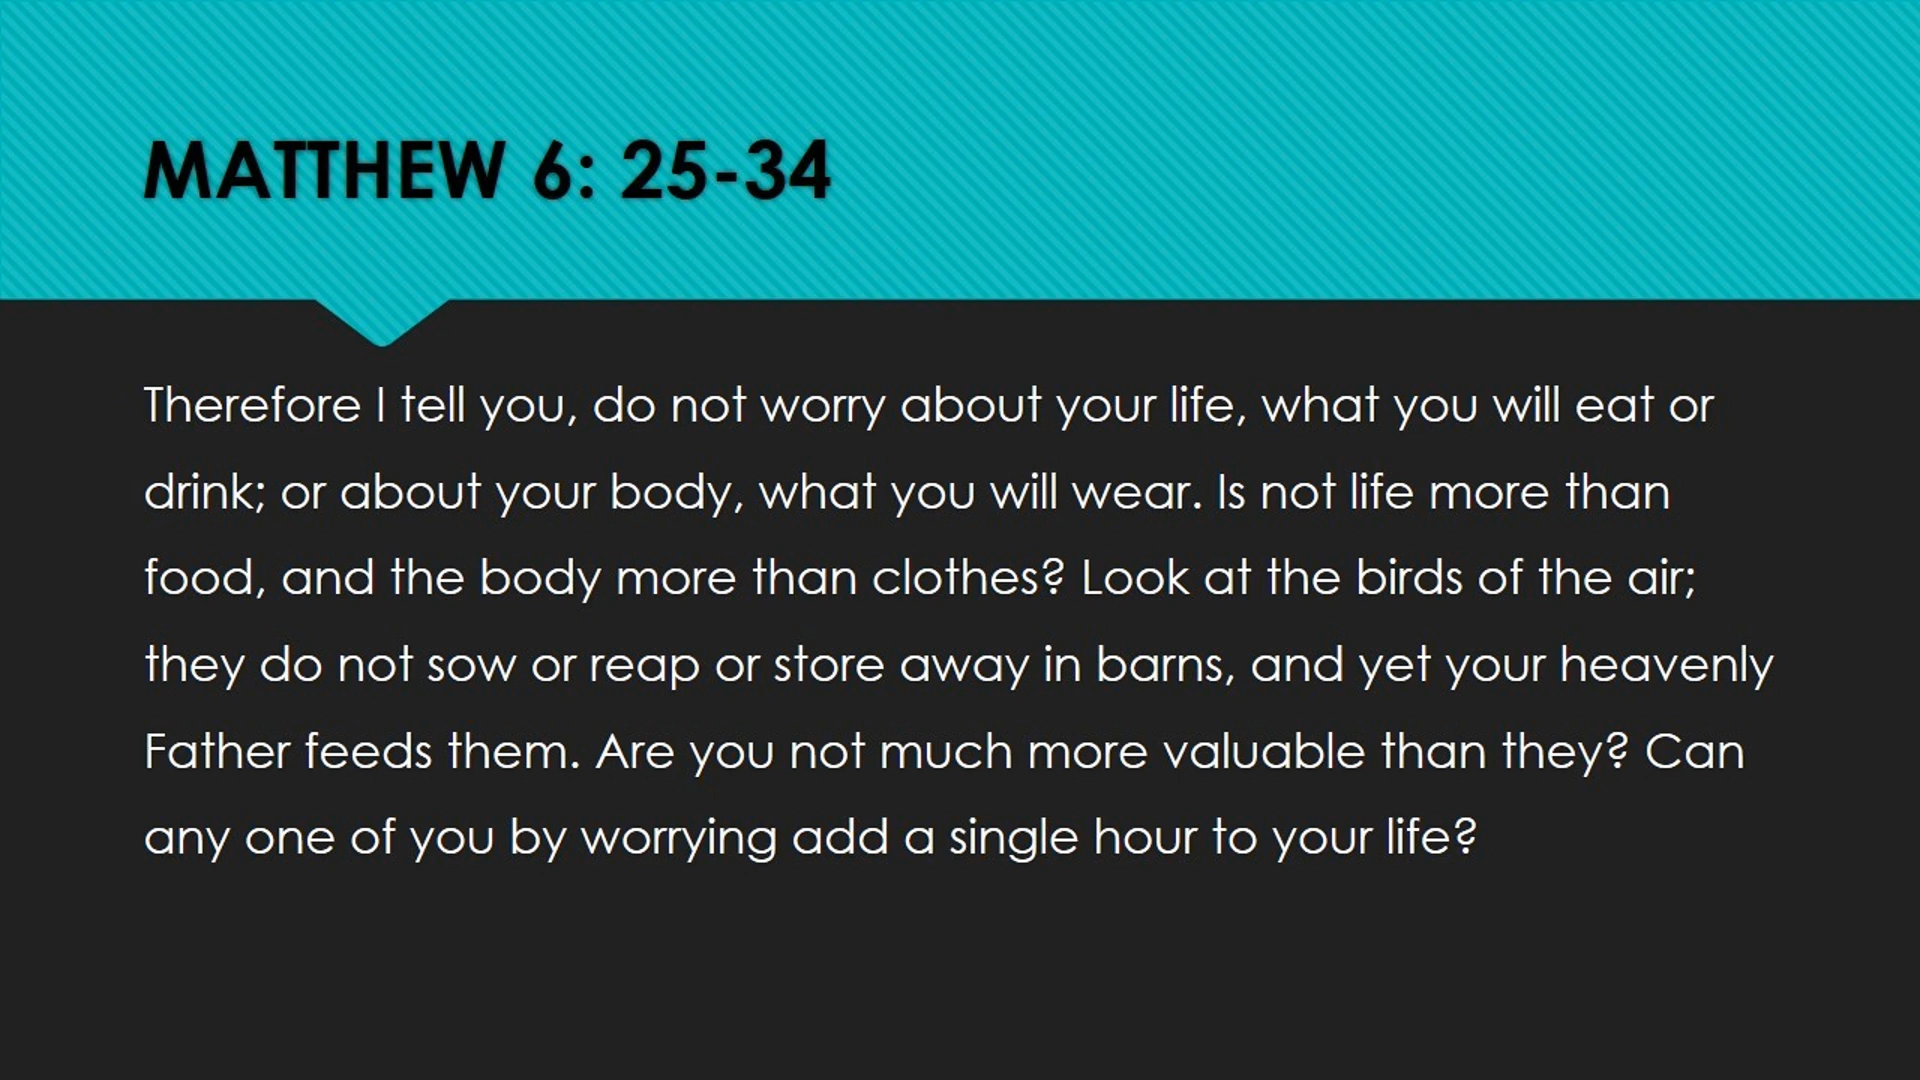 MATTHEW 6: 25-34
Therefore I tell you, do not worry about your life, what you will eat or
drink; or about your body, what you will wear. Is not life more than
food, and the body more than clothes? Look at the birds of the air;
they do not sow or reap or store away in barns, and yet your heavenly
Father feeds them. Are you not much more valuable than they? Can
any one of you by worrying add a single hour to your life?